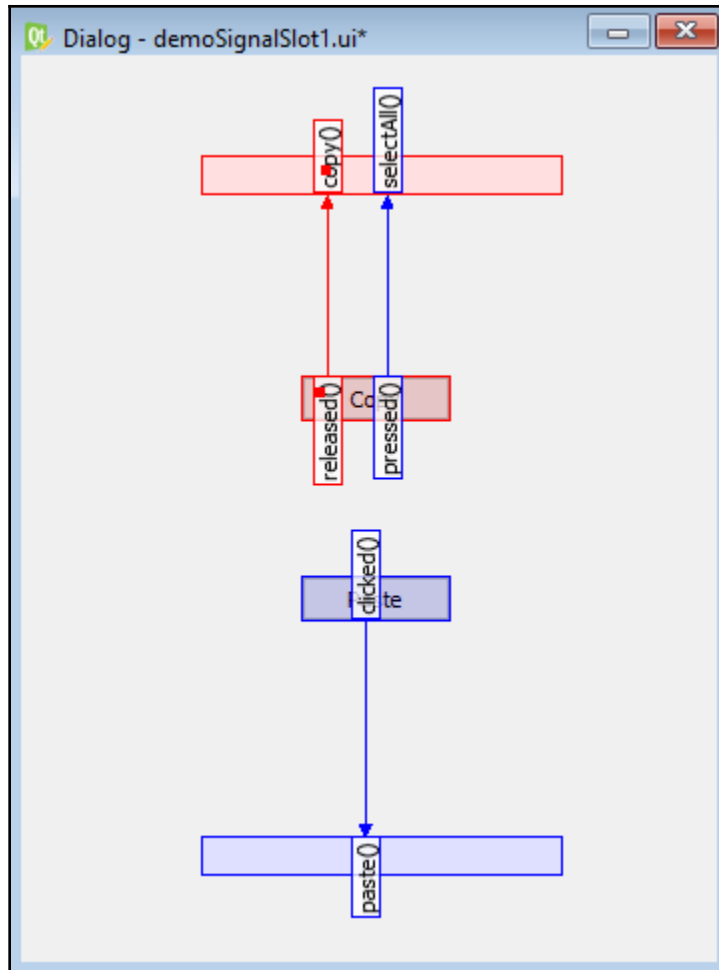 Dialog - demoSignalSlot1.ui*
copy()
selectAll()
released()
pressed()
clicked()
paste()